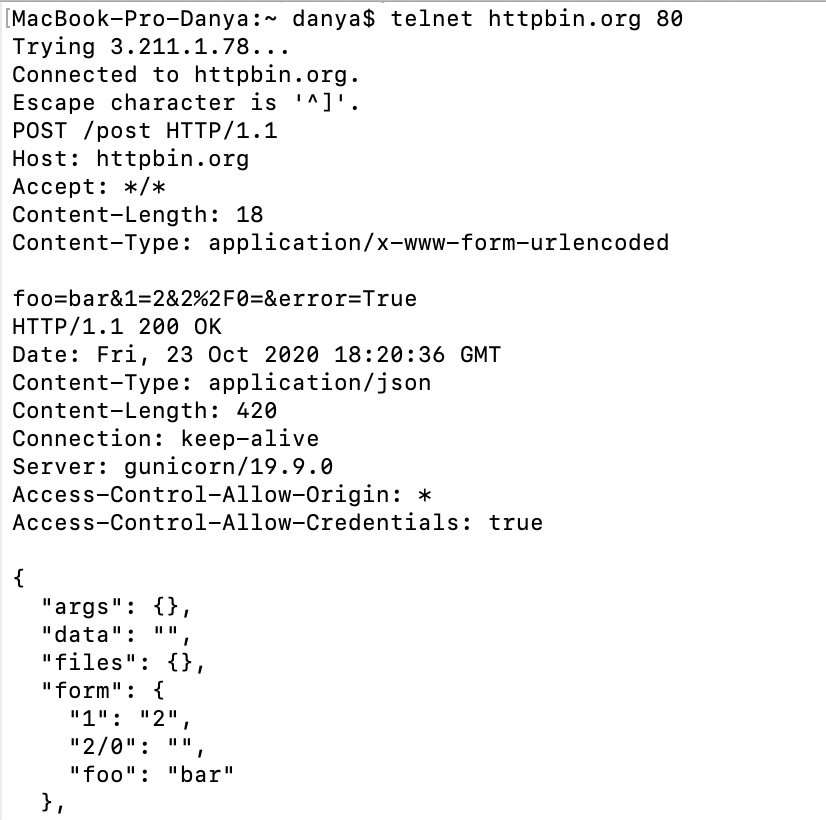 [MacBook-Pro-Danya:~ danya$ telnet httpbin.org 80
Trying 3.211.1.78...
Connected to httpbin.org.
Escape character is '^]'.
POST /post HTTP/1.1
Host: httpbin.org
Accept: */*
Content-Length: 18
Content-Type: application/x-www-form-urlencoded

foo=bar&1=2&2%2F0=&error=True
HTTP/1.1 200 OK
Date: Fri, 23 Oct 2020 18:20:36 GMT
Content-Type: application/json
Content-Length: 420
Connection: keep-alive
Server: gunicorn/19.9.0
Access-Control-Allow-Origin: *
Access-Control-Allow-Credentials: true

{
  "args": {},
  "data": "",
  "files": {},
  "form": {
    "1": "2",
    "2/0": "",
    "foo": "bar"
  },